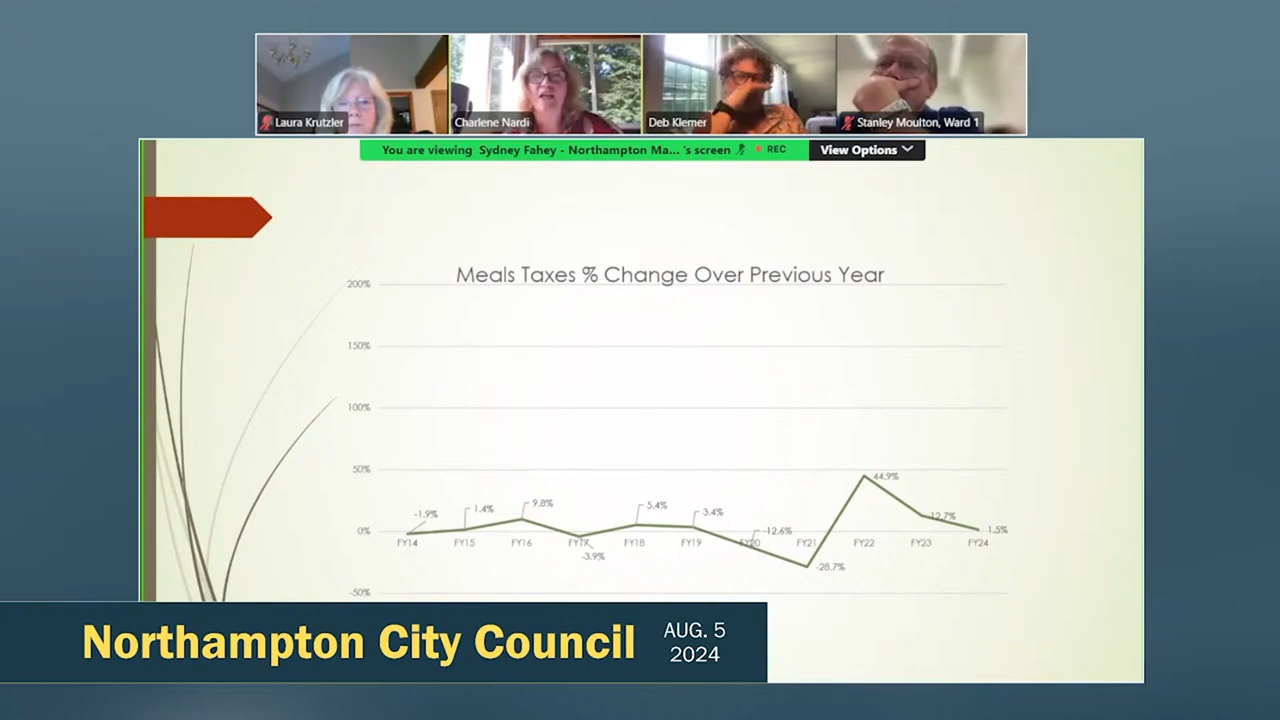 Laura Krutzler
Charlene Nardi
Deb Klemer
Stanley Moulton, Ward 1
You are viewing Sydney Fahey - Northampton Ma... 's screen
REC
View Options
Meals Taxes % Change Over Previous Year
200%
150%
100%
50%
0%
-50%
-1.9%
1.4%
9.8%
-3.9%
5.4%
3.4%
-12.6%
-28.7%
44.9%
12.7%
1.5%
FY14
FY15
FY16
FY17
FY18
FY19
FY20
FY21
FY22
FY23
FY24
Northampton City Council
AUG. 5
2024